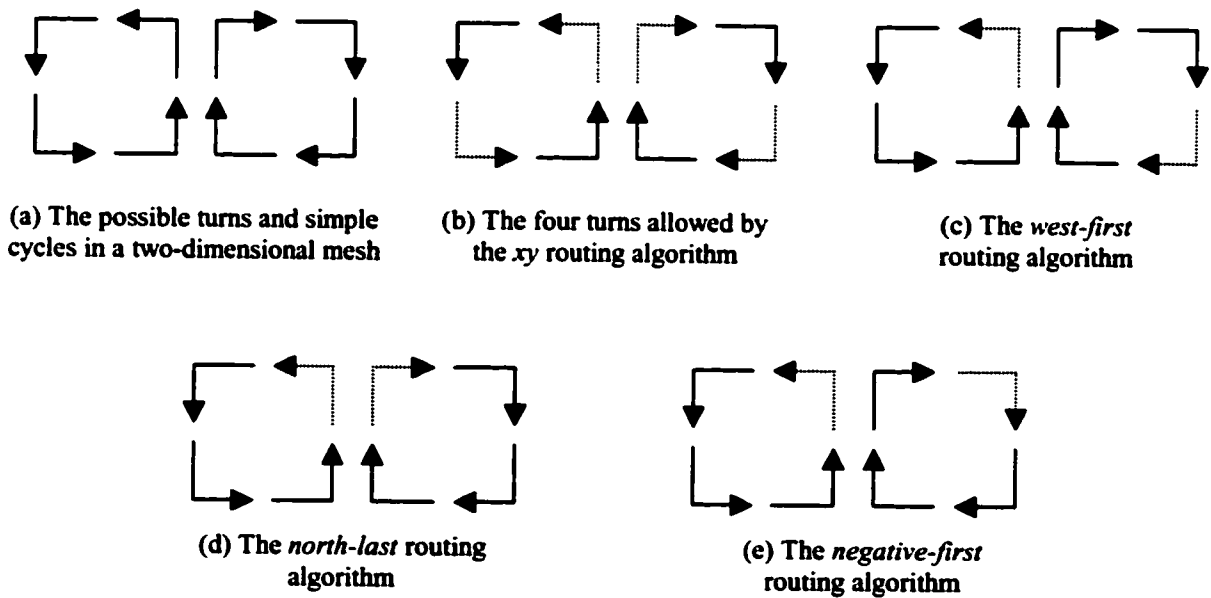 (a) The possible turns and simple
cycles in a two-dimensional mesh
(b) The four turns allowed by
the xy routing algorithm
(c) The west-first
routing algorithm
(d) The north-last routing
algorithm
(e) The negative-first
routing algorithm